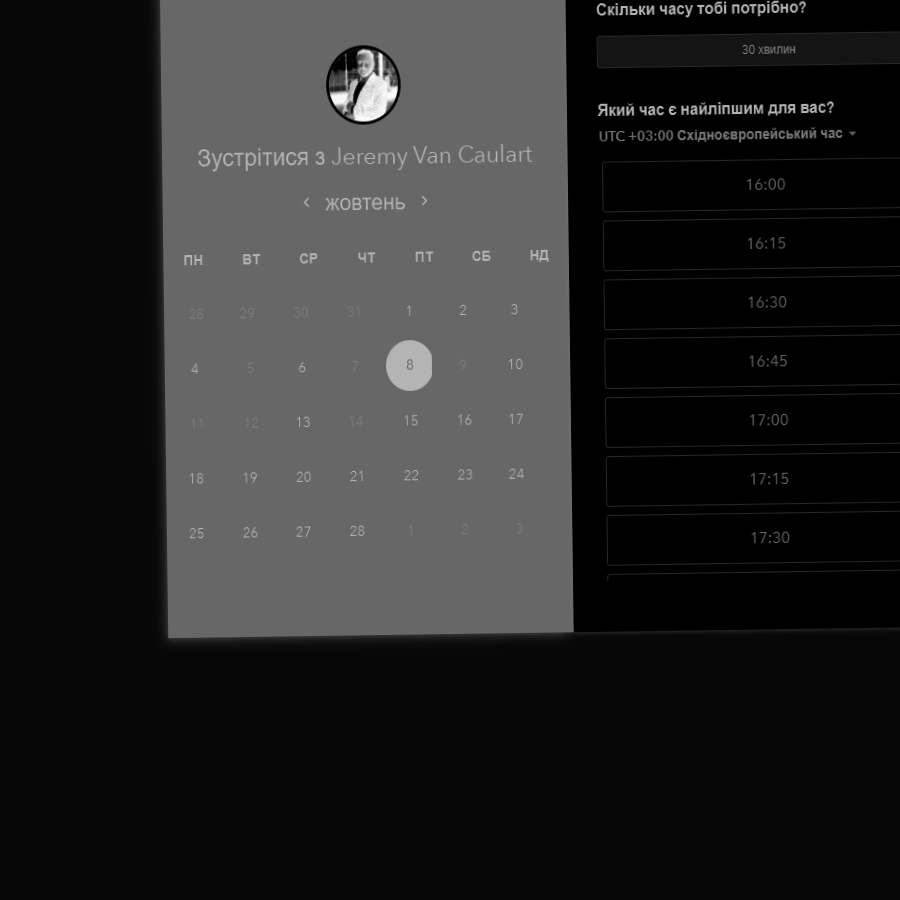 Зустрітися з Jeremy Van Caulart
‹ жовтень ›
ПН ВТ СР ЧТ ПТ СБ НД
28 29 30 31 1 2 3
4 5 6 7 8 9 10
11 12 13 14 15 16 17
18 19 20 21 22 23 24
25 26 27 28 1 2 3
Скільки часу тобі потрібно?
30 хвилин
Який час є найліпшим для вас?
UTC +03:00 Східноєвропейський час
16:00
16:15
16:30
16:45
17:00
17:15
17:30